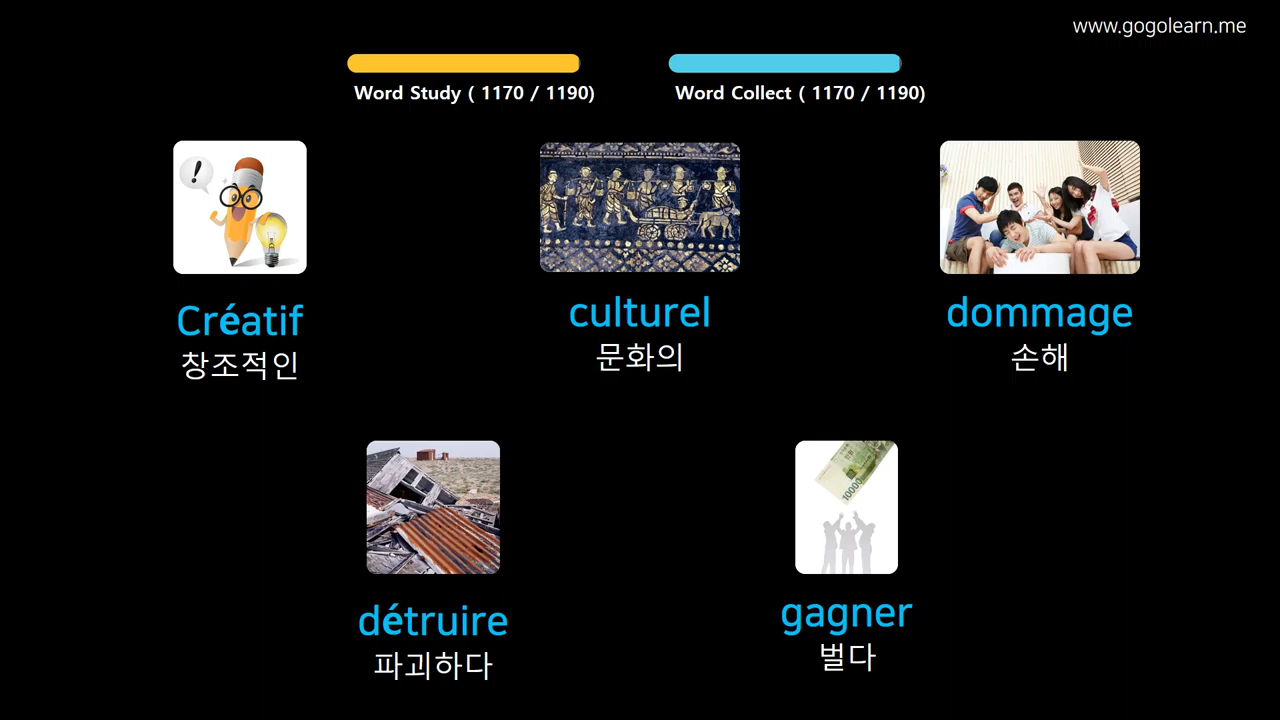 www.gogolearn.me
Word Study ( 1170 / 1190)
Word Collect ( 1170 / 1190)
!
Créatif
창조적인
culturel
문화의
dommage
손해
10000
détruire
파괴하다
gagner
벌다